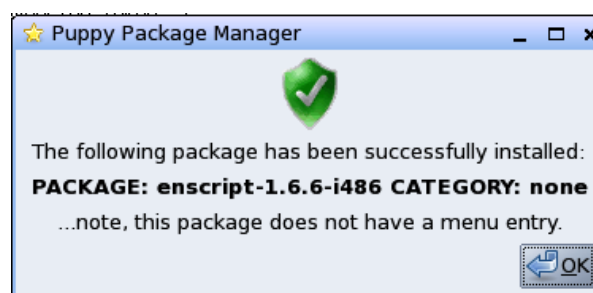 Puppy Package Manager
The following package has been successfully installed:
PACKAGE: enscript-1.6.6-i486 CATEGORY: none
...note, this package does not have a menu entry.
OK